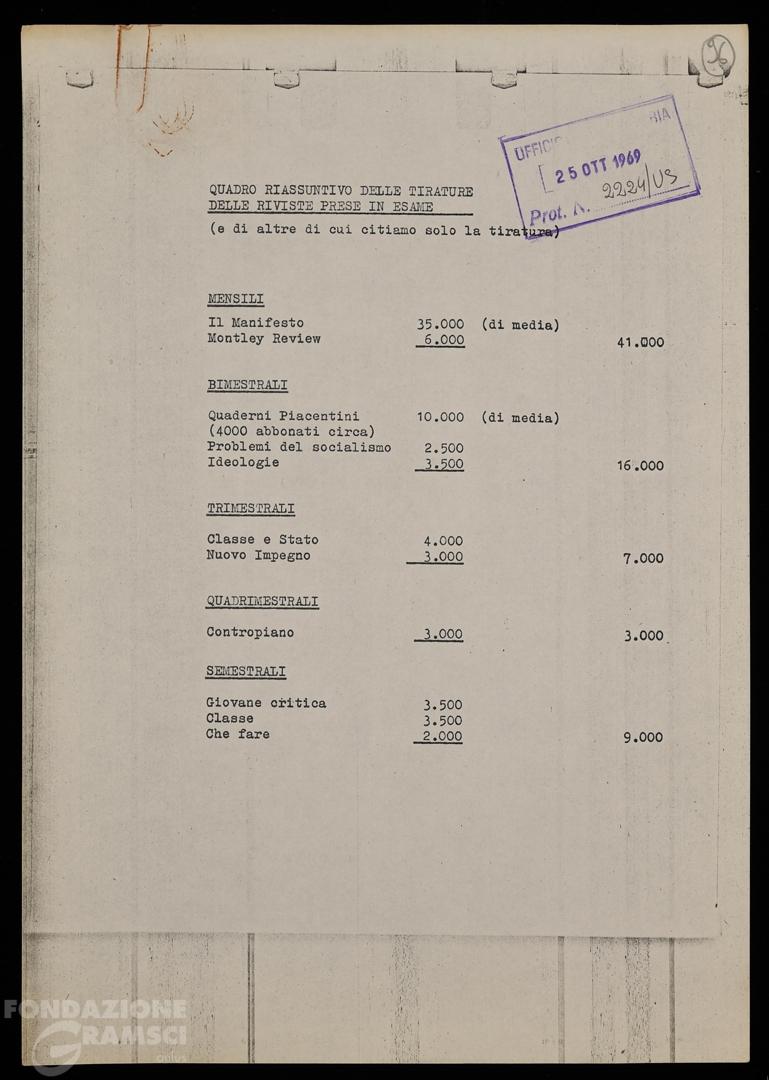 96
UFFICIO
25 OTT 1969
Prot. N. 2224/US
QUADRO RIASSUNTIVO DELLE TIRATURE
DELLE RIVISTE PRESE IN ESAME
(e di altre di cui citiamo solo la tiratura)
MENSILI
Il Manifesto 35.000 (di media)
Montley Review 6.000 41.000
BIMESTRALI
Quaderni Piacentini 10.000 (di media)
(4000 abbonati circa)
Problemi del socialismo 2.500
Ideologie 3.500 16.000
TRIMESTRALI
Classe e Stato 4.000
Nuovo Impegno 3.000 7.000
QUADRIMESTRALI
Contropiano 3.000 3.000
SEMESTRALI
Giovane critica 3.500
Classe 3.500
Che fare 2.000 9.000
FONDAZIONE
GRAMSCI
onlus